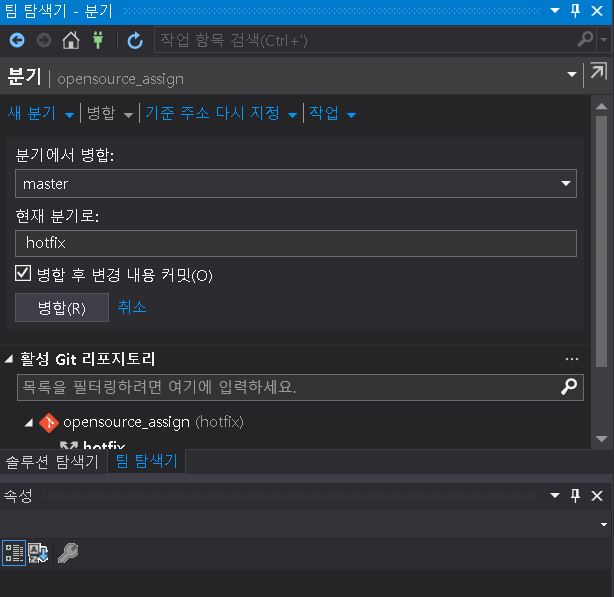 팀 탐색기 - 분기
작업 항목 검색(Ctrl+')
분기 | opensource_assign
새 분기 | 병합 | 기준 주소 다시 지정 | 작업
분기에서 병합:
master
현재 분기로:
hotfix
병합 후 변경 내용 커밋(O)
병합(R) 취소
활성 Git 리포지토리 ...
목록을 필터링하려면 여기에 입력하세요.
opensource_assign (hotfix)
hotfix
솔루션 탐색기 팀 탐색기
속성